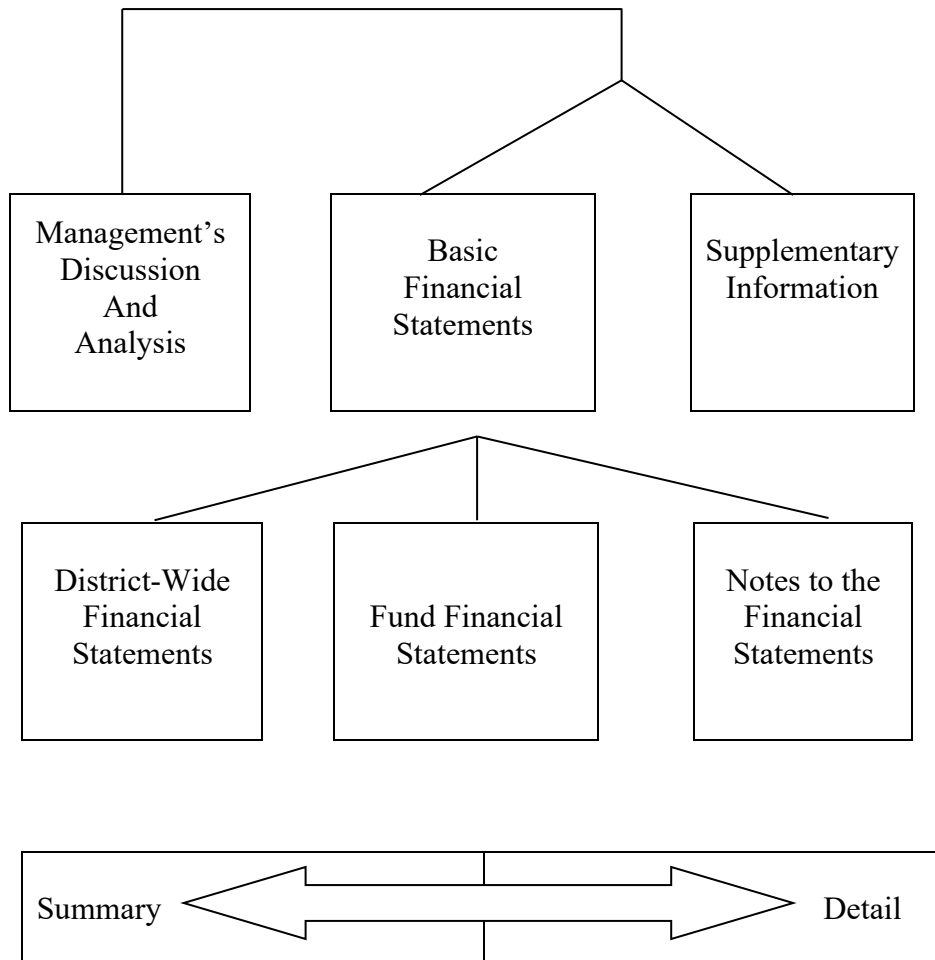 Management’s
Discussion
And
Analysis
Basic
Financial
Statements
Supplementary
Information
District-Wide
Financial
Statements
Fund Financial
Statements
Notes to the
Financial
Statements
Summary
Detail